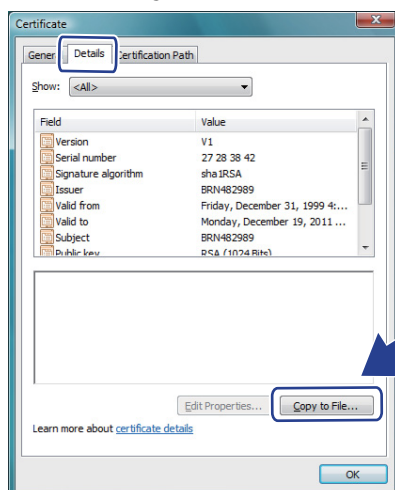 Certificate
Gener Details Certification Path
Show: <All>
Field Value
Version V1
Serial number 27 28 38 42
Signature algorithm sha1RSA
Issuer BRN482989
Valid from Friday, December 31, 1999 4:...
Valid to Monday, December 19, 2011 ...
Subject BRN482989
Public key RSA (1024 Bits)
Edit Properties... Copy to File...
Learn more about certificate details
OK